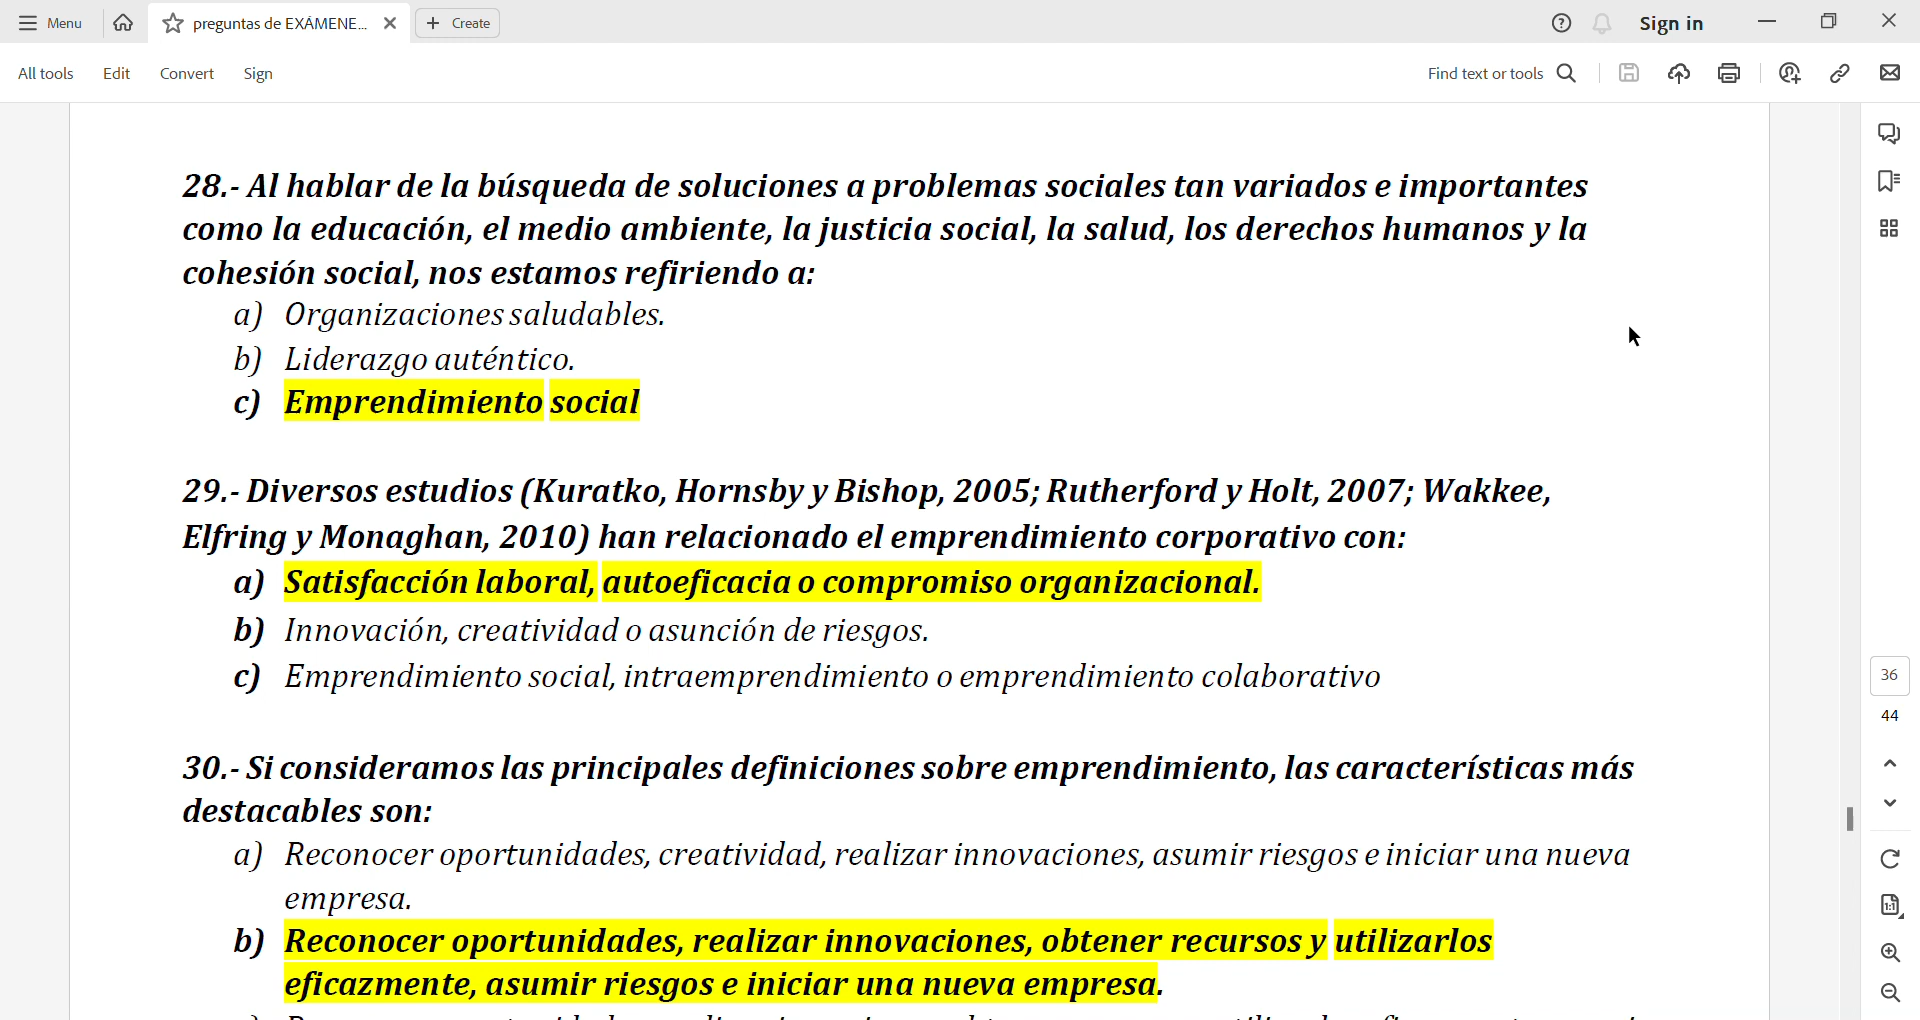 Menu
preguntas de EXÁMENE...
Create
Sign in
All tools Edit Convert Sign
Find text or tools
28.- Al hablar de la búsqueda de soluciones a problemas sociales tan variados e importantes
como la educación, el medio ambiente, la justicia social, la salud, los derechos humanos y la
cohesión social, nos estamos refiriendo a:
a) Organizaciones saludables.
b) Liderazgo auténtico.
c) Emprendimiento social
29.- Diversos estudios (Kuratko, Hornsby y Bishop, 2005; Rutherford y Holt, 2007; Wakkee,
Elfring y Monaghan, 2010) han relacionado el emprendimiento corporativo con:
a) Satisfacción laboral, autoeficacia o compromiso organizacional.
b) Innovación, creatividad o asunción de riesgos.
c) Emprendimiento social, intraemprendimiento o emprendimiento colaborativo
30.- Si consideramos las principales definiciones sobre emprendimiento, las características más
destacables son:
a) Reconocer oportunidades, creatividad, realizar innovaciones, asumir riesgos e iniciar una nueva
empresa.
b) Reconocer oportunidades, realizar innovaciones, obtener recursos y utilizarlos
eficazmente, asumir riesgos e iniciar una nueva empresa.
36
44